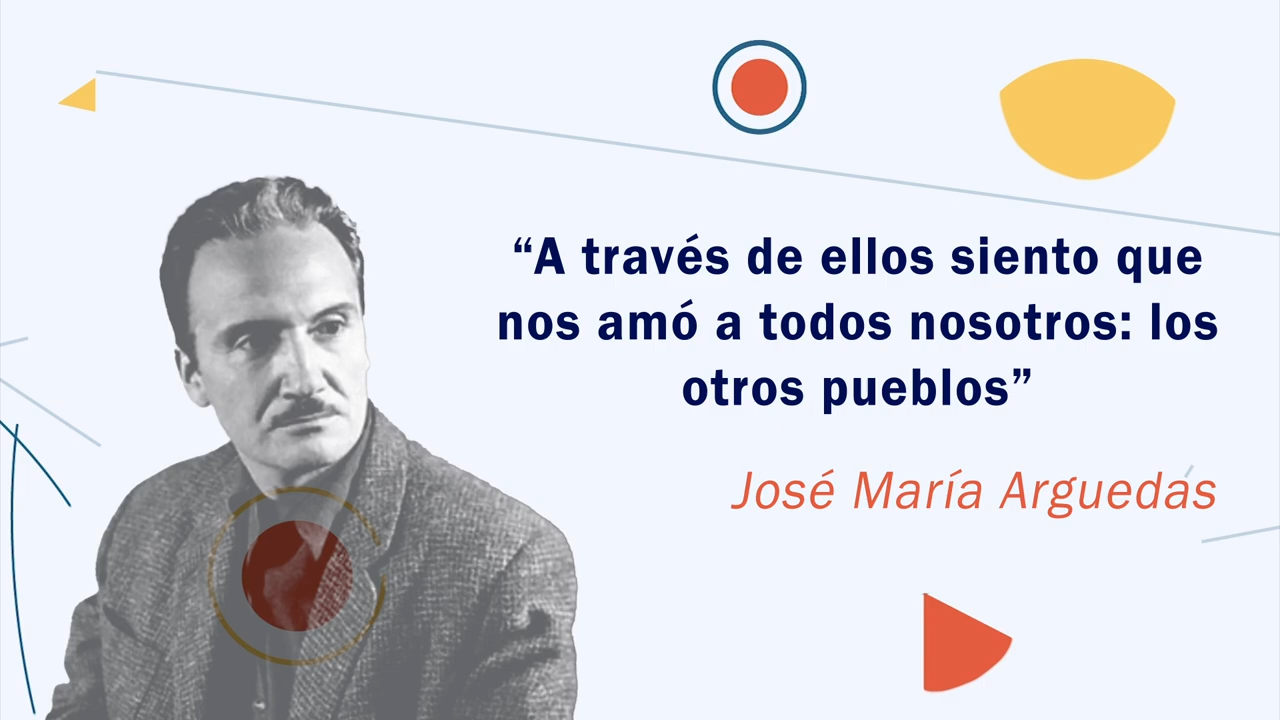 “A través de ellos siento que
nos amó a todos nosotros: los
otros pueblos”
José María Arguedas